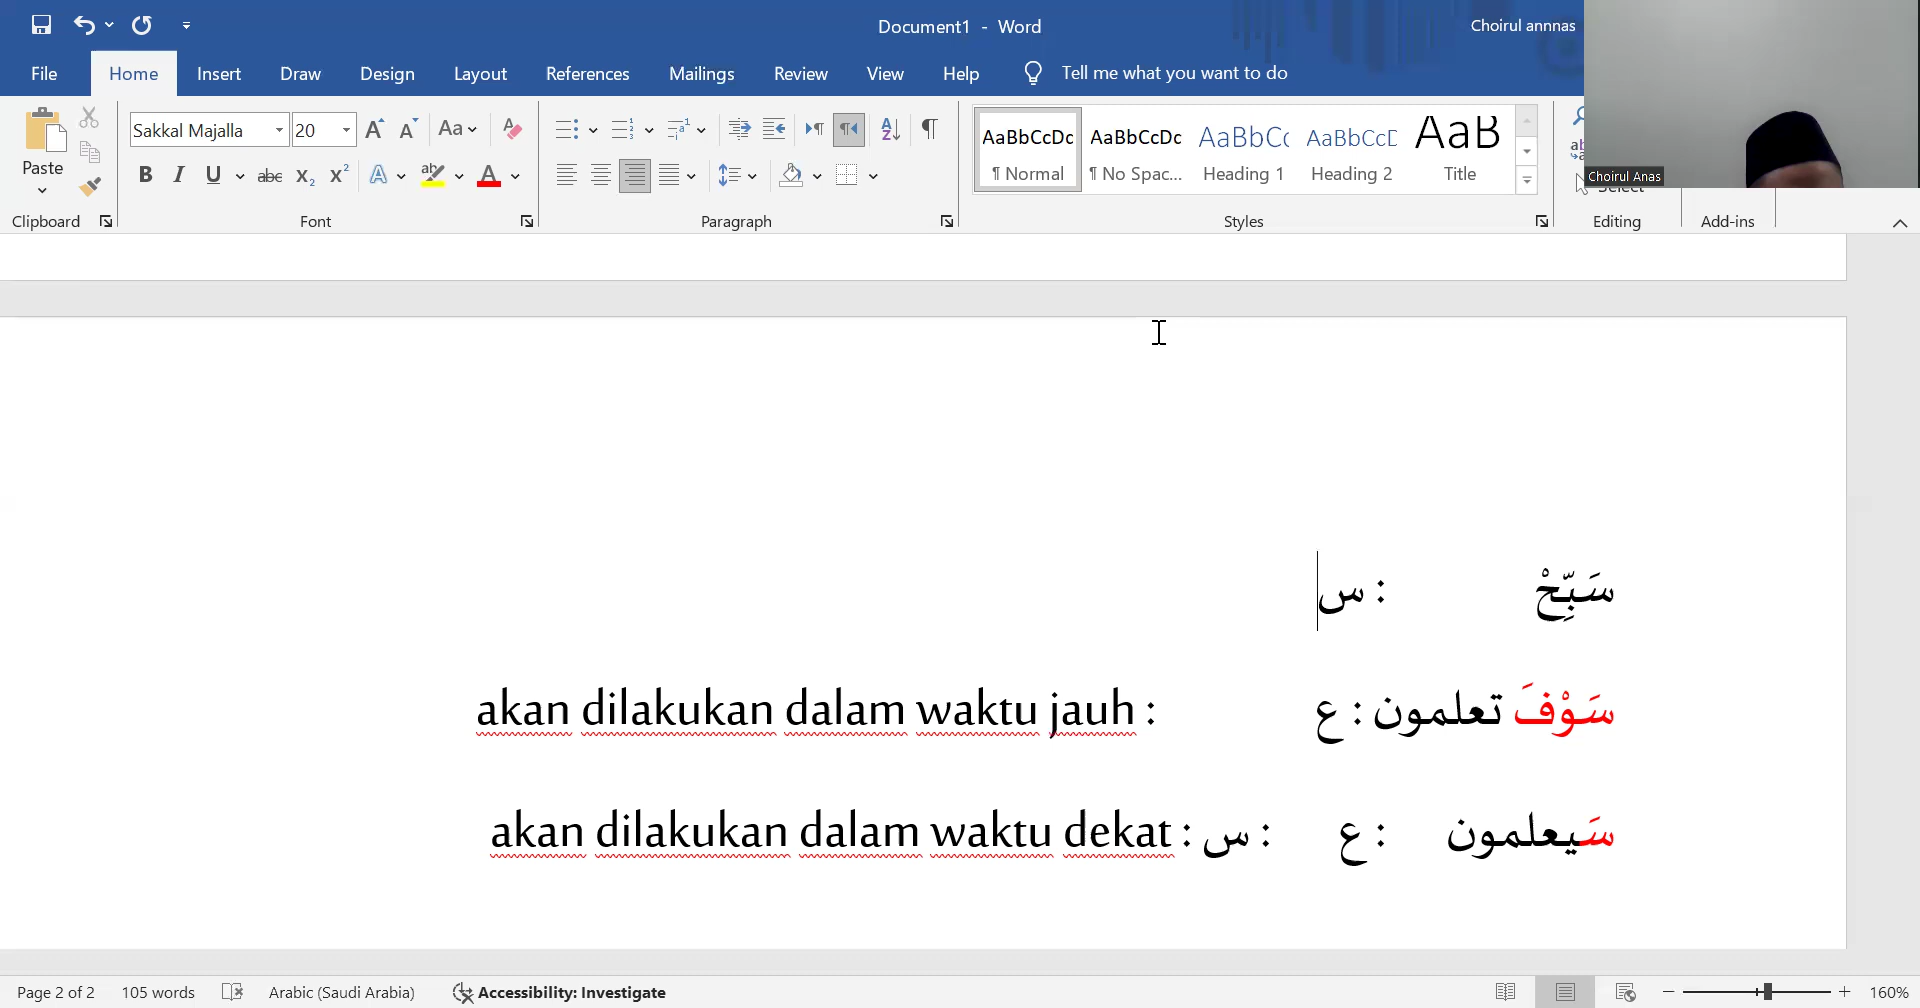 Document1 - Word
Choirul annnas
File Home Insert Draw Design Layout References Mailings Review View Help Tell me what you want to do
Paste
Sakkal Majalla 20
Aa
AaBbCcDc AaBbCcDc AaBbCc AaBbCcD AaB
¶ Normal ¶ No Spac... Heading 1 Heading 2 Title
Choirul Anas
Select
Clipboard Font Paragraph Styles Editing Add-ins
سَبِّحْ : س
سَوْفَ تعلمون : ع : akan dilakukan dalam waktu jauh
سَيعلمون : ع : س : akan dilakukan dalam waktu dekat
Page 2 of 2 105 words Arabic (Saudi Arabia) Accessibility: Investigate 160%